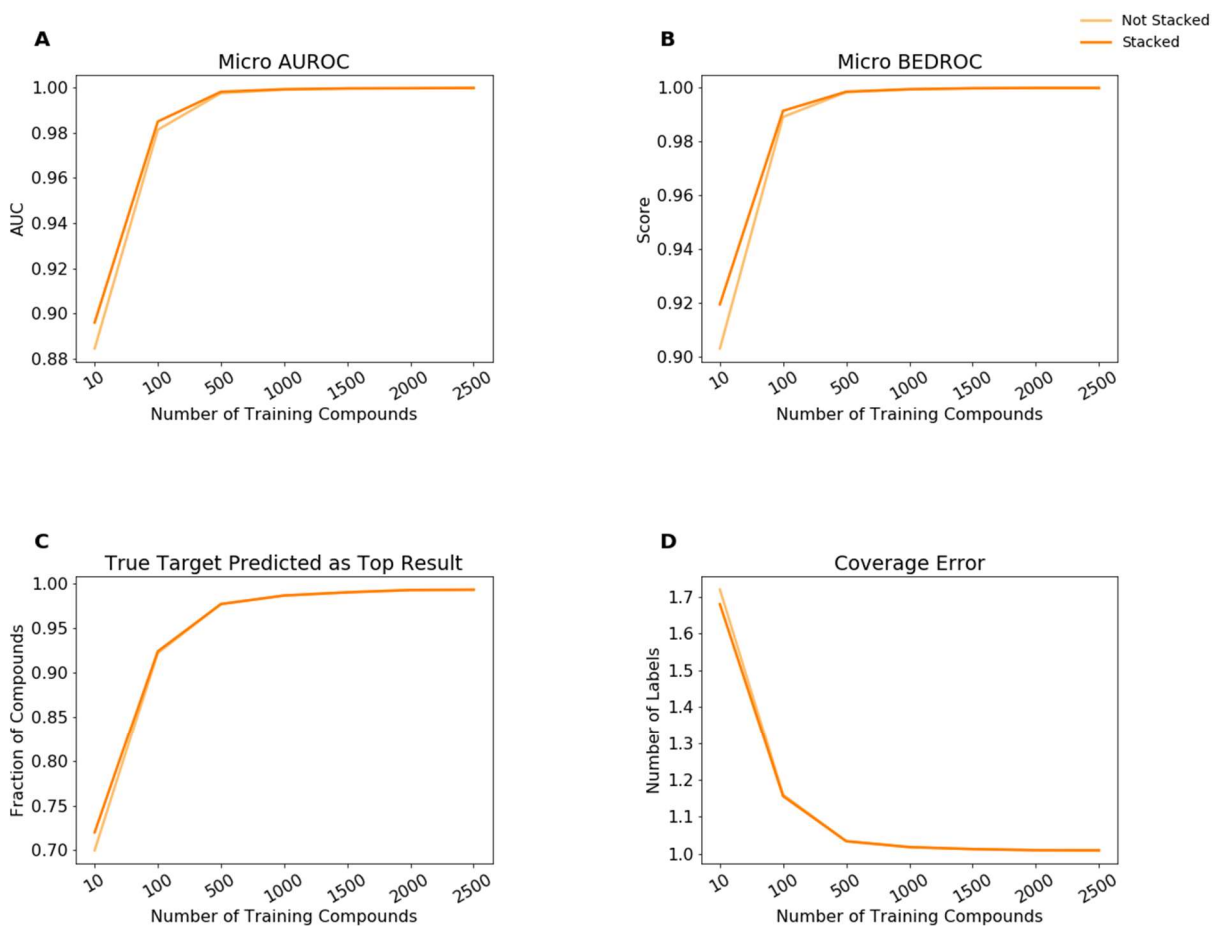 Not Stacked
Stacked
A
Micro AUROC
1.00
0.98
0.96
0.94
0.92
0.90
0.88
AUC
10 100 500 1000 1500 2000 2500
Number of Training Compounds
B
Micro BEDROC
1.00
0.98
0.96
0.94
0.92
0.90
Score
10 100 500 1000 1500 2000 2500
Number of Training Compounds
C
True Target Predicted as Top Result
1.00
0.95
0.90
0.85
0.80
0.75
0.70
Fraction of Compounds
10 100 500 1000 1500 2000 2500
Number of Training Compounds
D
Coverage Error
1.7
1.6
1.5
1.4
1.3
1.2
1.1
1.0
Number of Labels
10 100 500 1000 1500 2000 2500
Number of Training Compounds